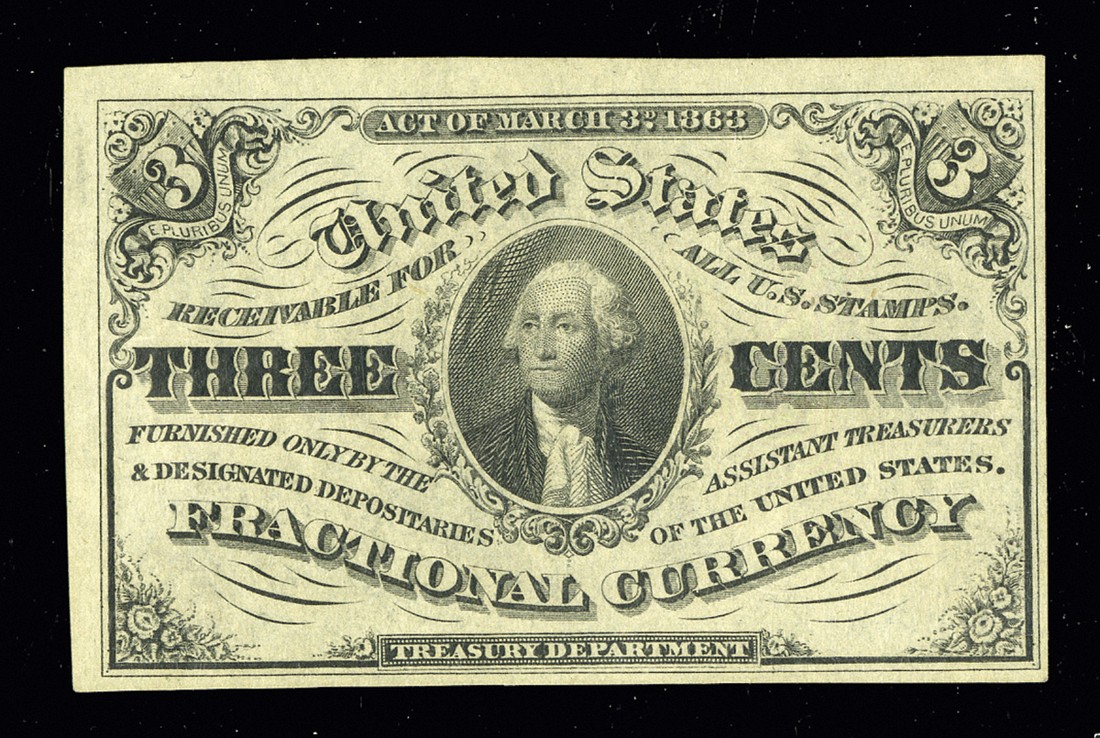 ACT OF MARCH 3D. 1863
3
3
E PLURIBUS UNUM
E PLURIBUS UNUM
United States
RECEIVABLE FOR
ALL U.S. STAMPS.
THREE
CENTS
FURNISHED ONLY BY THE
ASSISTANT TREASURERS
& DESIGNATED DEPOSITARIES
OF THE UNITED STATES.
FRACTIONAL CURRENCY
TREASURY DEPARTMENT